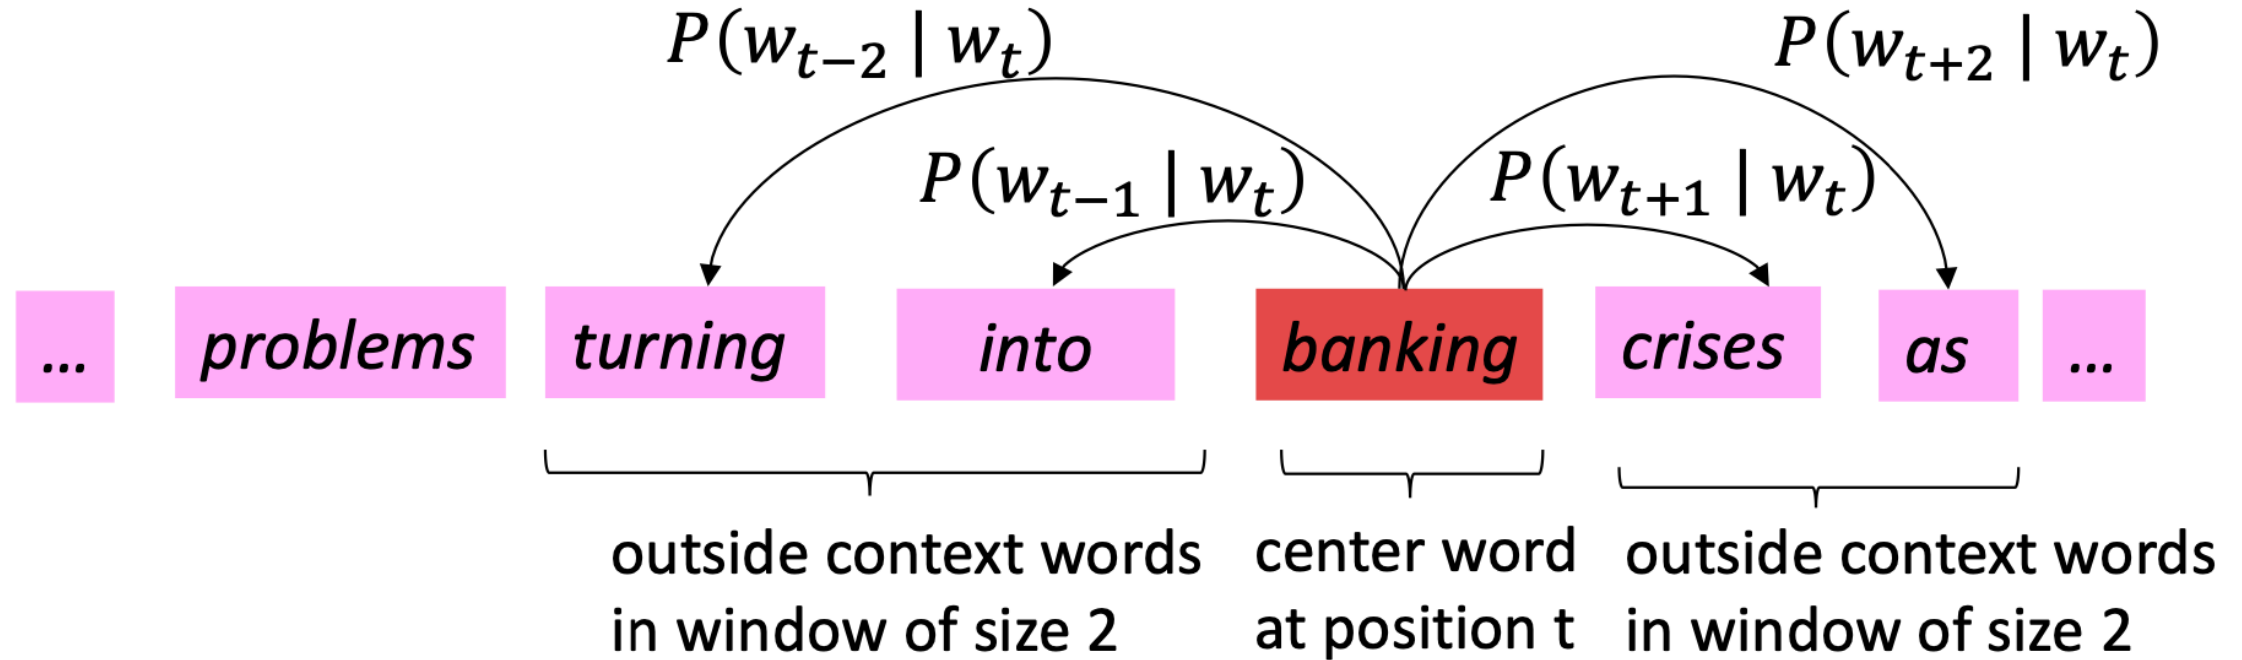 P(w_{t−2} | w_t)
P(w_{t+2} | w_t)
P(w_{t−1} | w_t)
P(w_{t+1} | w_t)
... problems turning into banking crises as ...
outside context words
in window of size 2
center word
at position t
outside context words
in window of size 2